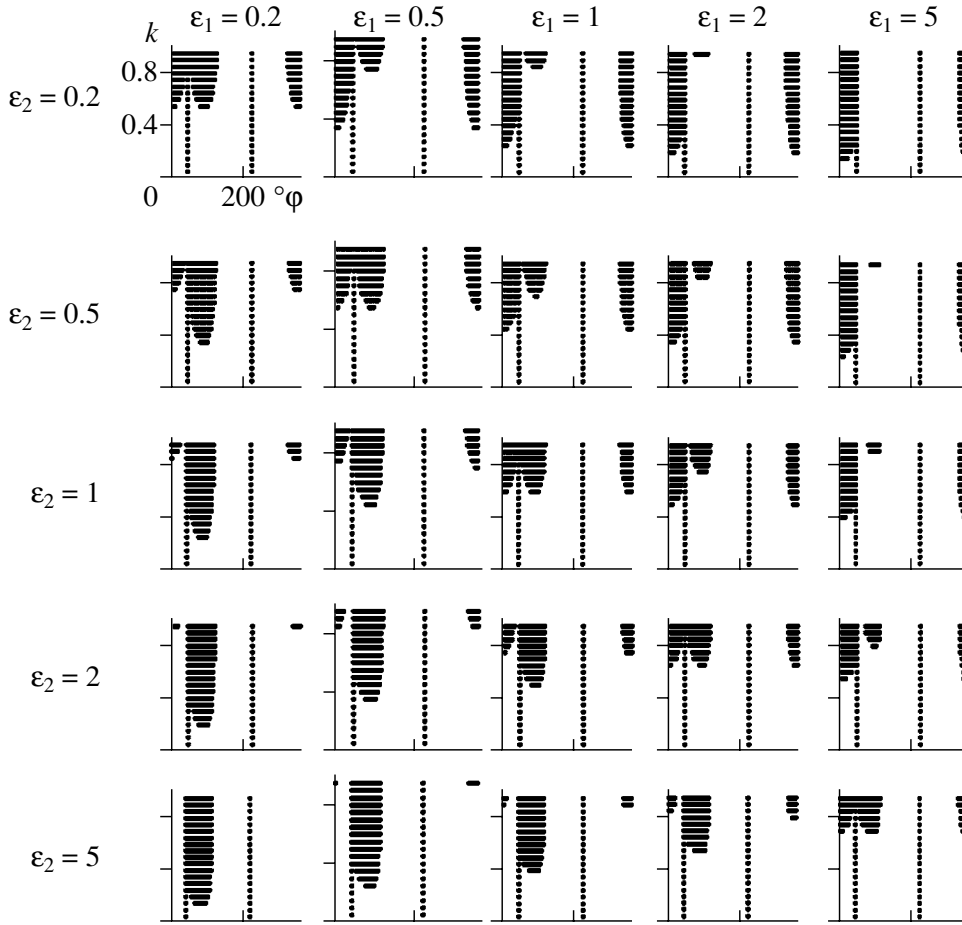 ε₁ = 0.2 ε₁ = 0.5 ε₁ = 1 ε₁ = 2 ε₁ = 5
k
0.8
ε₂ = 0.2
0.4
0 200 °φ
ε₂ = 0.5
ε₂ = 1
ε₂ = 2
ε₂ = 5